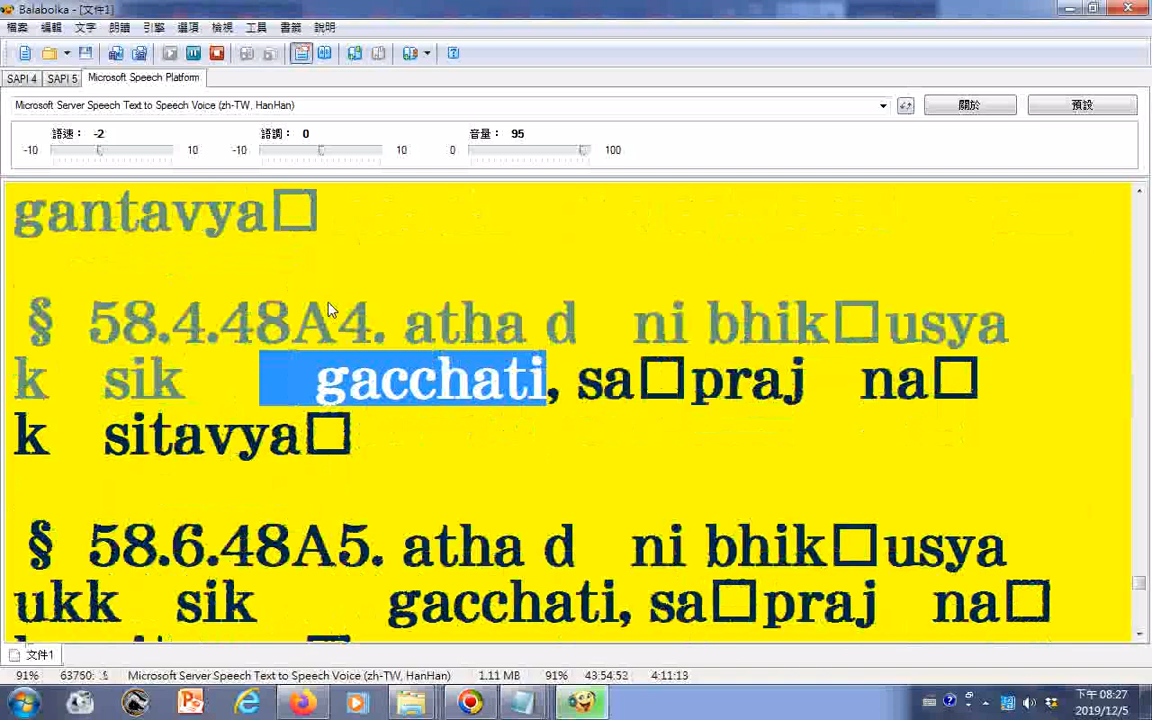 Balabolka - [文件1]
檔案 編輯 文字 朗讀 引擎 選項 檢視 工具 書籤 說明
SAPI 4 SAPI 5 Microsoft Speech Platform
Microsoft Server Speech Text to Speech Voice (zh-TW, HanHan) 關於 預設
語速： -2 語調： 0 音量： 95
-10 10 -10 10 0 100
gantavya□
§ 58.4.48A4. atha d ni bhik□usya
k sik gacchati, sa□praj na□
k sitavya□
§ 58.6.48A5. atha d ni bhik□usya
ukk sik gacchati, sa□praj na□
文件1
91% Microsoft Server Speech Text to Speech Voice (zh-TW, HanHan) 1.11 MB 91% 43:54:52 4:11:13
下午 08:27
2019/12/5